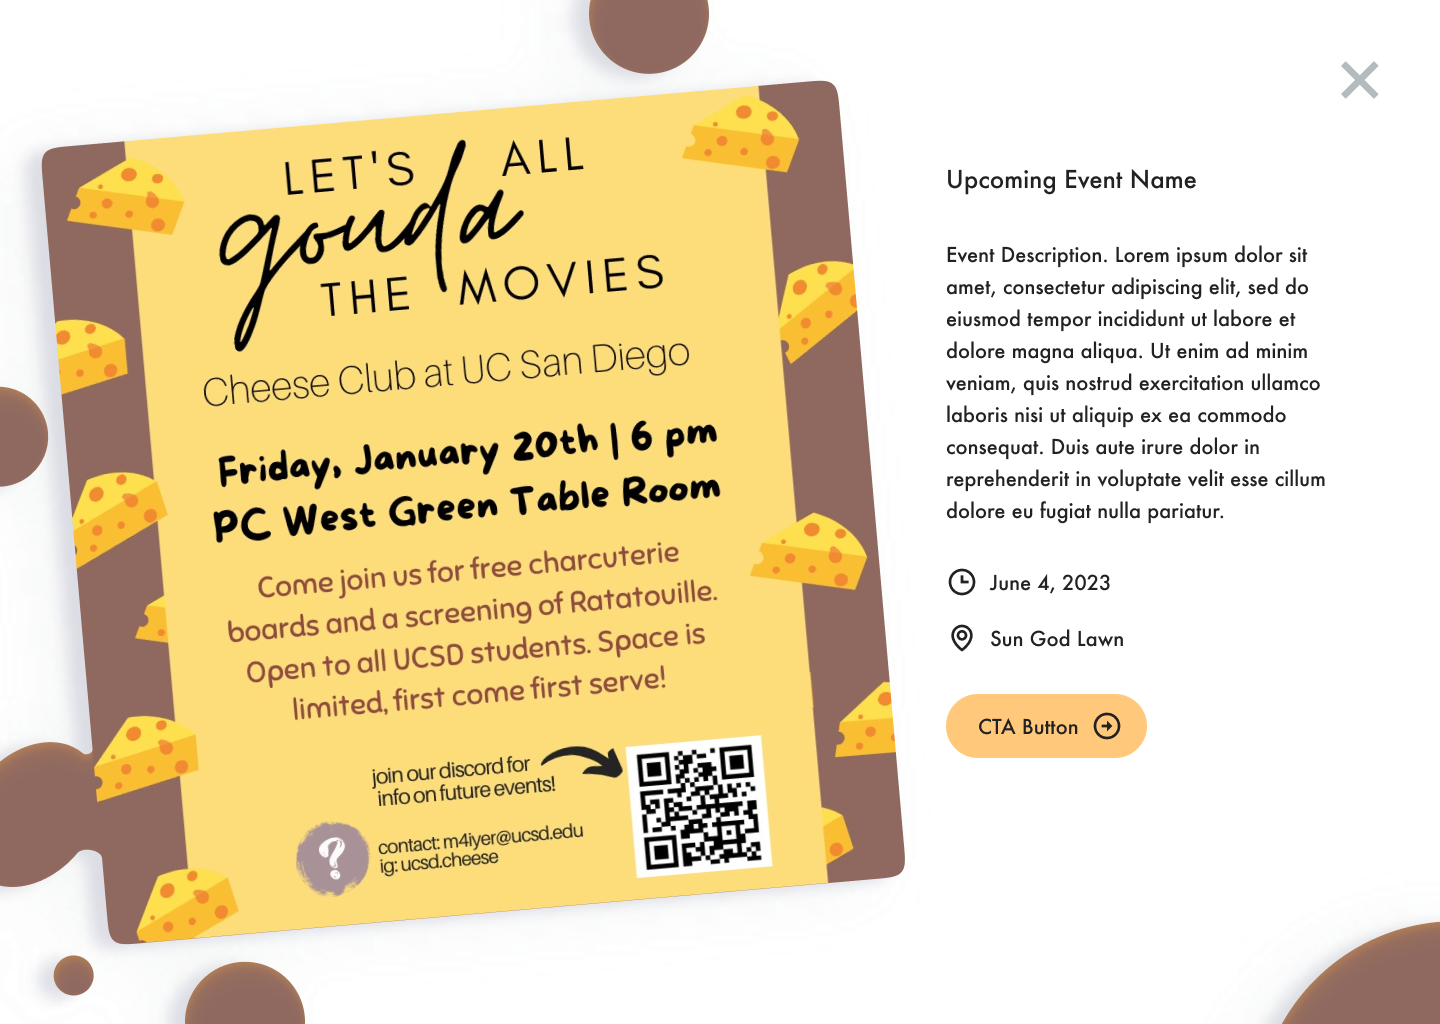 LET'S ALL
gouda
THE MOVIES
Cheese Club at UC San Diego
Friday, January 20th | 6 pm
PC West Green Table Room
Come join us for free charcuterie
boards and a screening of Ratatouille.
Open to all UCSD students. Space is
limited, first come first serve!
join our discord for
info on future events!
?
contact: m4iyer@ucsd.edu
ig: ucsd.cheese
Upcoming Event Name
Event Description. Lorem ipsum dolor sit
amet, consectetur adipiscing elit, sed do
eiusmod tempor incididunt ut labore et
dolore magna aliqua. Ut enim ad minim
veniam, quis nostrud exercitation ullamco
laboris nisi ut aliquip ex ea commodo
consequat. Duis aute irure dolor in
reprehenderit in voluptate velit esse cillum
dolore eu fugiat nulla pariatur.
June 4, 2023
Sun God Lawn
CTA Button